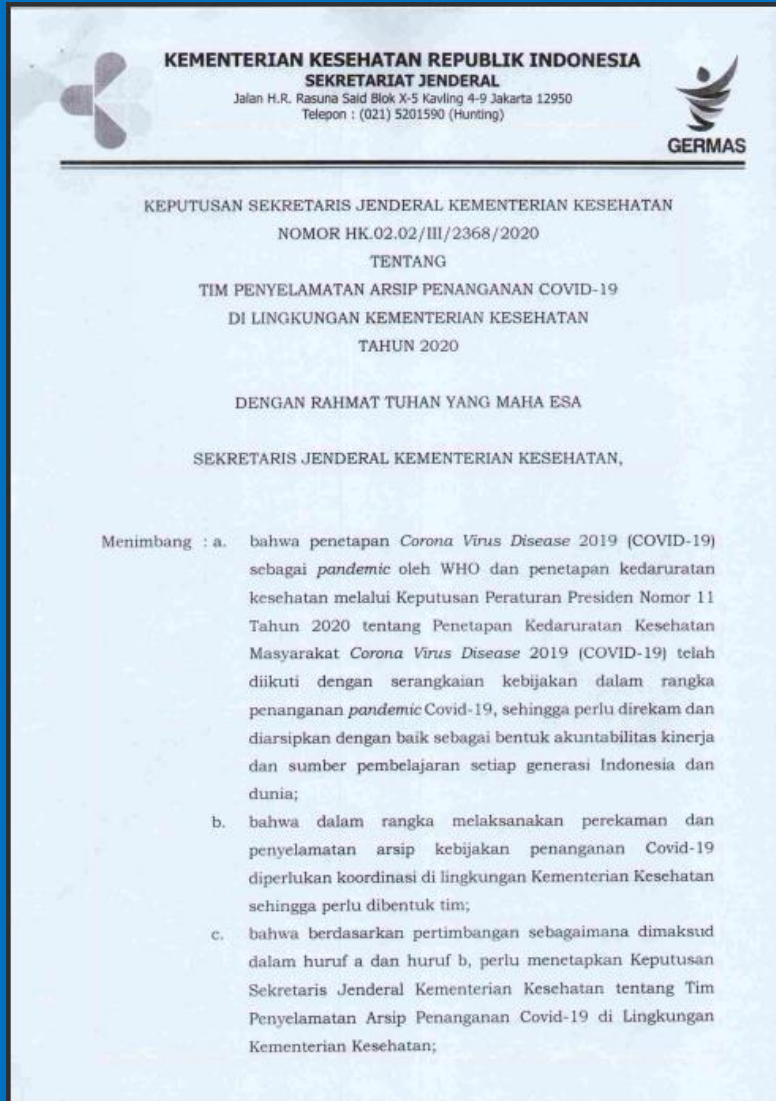 KEMENTERIAN KESEHATAN REPUBLIK INDONESIA
SEKRETARIAT JENDERAL
Jalan H.R. Rasuna Said Blok X-5 Kavling 4-9 Jakarta 12950
Telepon : (021) 5201590 (Hunting)
GERMAS
KEPUTUSAN SEKRETARIS JENDERAL KEMENTERIAN KESEHATAN
NOMOR HK.02.02/III/2368/2020
TENTANG
TIM PENYELAMATAN ARSIP PENANGANAN COVID-19
DI LINGKUNGAN KEMENTERIAN KESEHATAN
TAHUN 2020
DENGAN RAHMAT TUHAN YANG MAHA ESA
SEKRETARIS JENDERAL KEMENTERIAN KESEHATAN,
Menimbang : a. bahwa penetapan Corona Virus Disease 2019 (COVID-19)
sebagai pandemic oleh WHO dan penetapan kedaruratan
kesehatan melalui Keputusan Peraturan Presiden Nomor 11
Tahun 2020 tentang Penetapan Kedaruratan Kesehatan
Masyarakat Corona Virus Disease 2019 (COVID-19) telah
diikuti dengan serangkaian kebijakan dalam rangka
penanganan pandemic Covid-19, sehingga perlu direkam dan
diarsipkan dengan baik sebagai bentuk akuntabilitas kinerja
dan sumber pembelajaran setiap generasi Indonesia dan
dunia;
b. bahwa dalam rangka melaksanakan perekaman dan
penyelamatan arsip kebijakan penanganan Covid-19
diperlukan koordinasi di lingkungan Kementerian Kesehatan
sehingga perlu dibentuk tim;
c. bahwa berdasarkan pertimbangan sebagaimana dimaksud
dalam huruf a dan huruf b, perlu menetapkan Keputusan
Sekretaris Jenderal Kementerian Kesehatan tentang Tim
Penyelamatan Arsip Penanganan Covid-19 di Lingkungan
Kementerian Kesehatan;